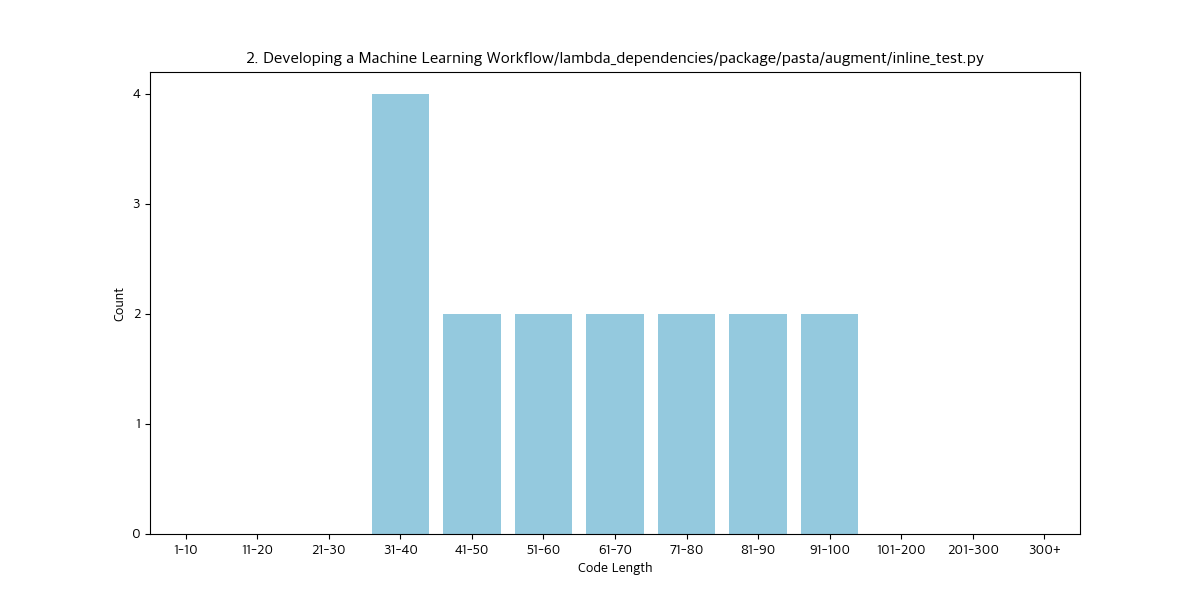 2. Developing a Machine Learning Workflow/lambda_dependencies/package/pasta/augment/inline_test.py
4
3
2
1
0
Count
1-10 11-20 21-30 31-40 41-50 51-60 61-70 71-80 81-90 91-100 101-200 201-300 300+
Code Length